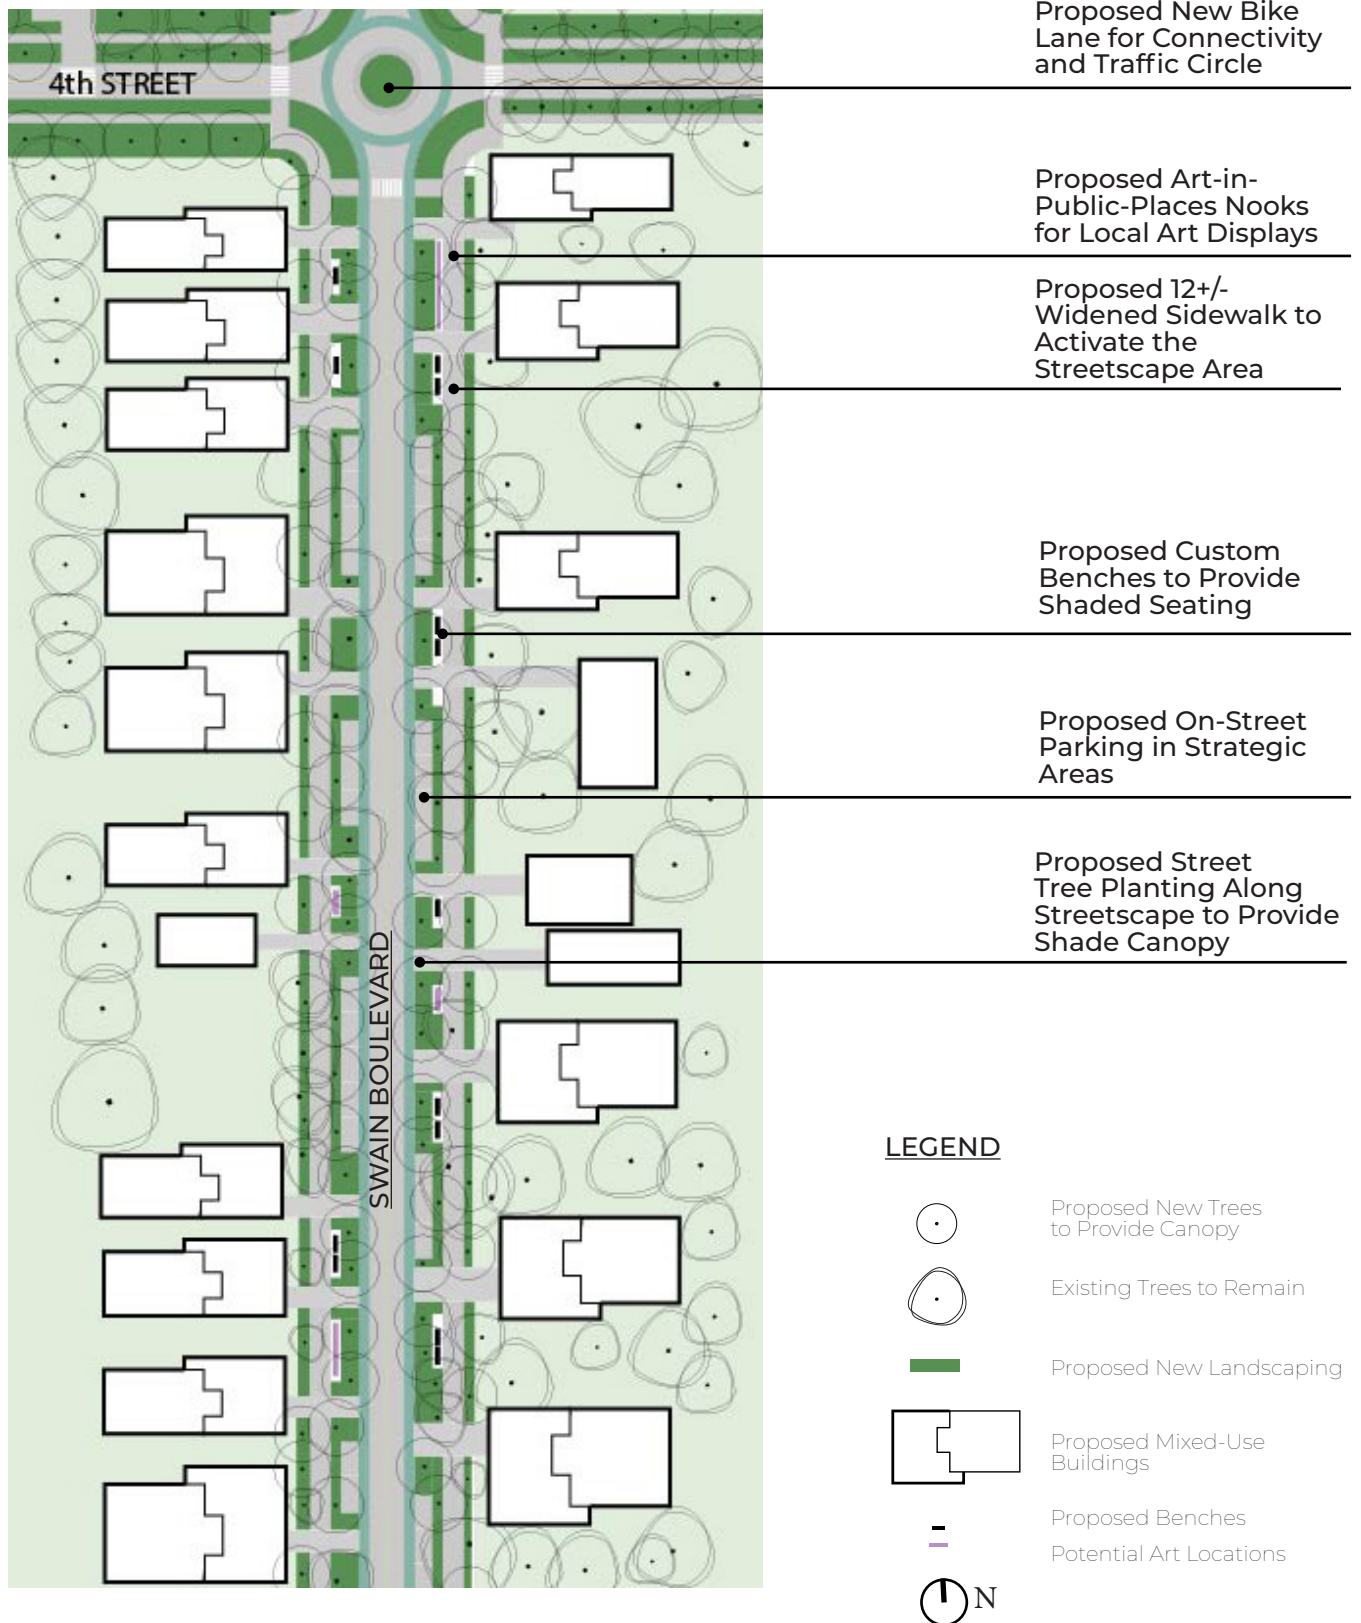 Proposed New Bike
Lane for Connectivity
and Traffic Circle
4th STREET
Proposed Art-in-
Public-Places Nooks
for Local Art Displays
Proposed 12+/-
Widened Sidewalk to
Activate the
Streetscape Area
Proposed Custom
Benches to Provide
Shaded Seating
Proposed On-Street
Parking in Strategic
Areas
Proposed Street
Tree Planting Along
Streetscape to Provide
Shade Canopy
SWAIN BOULEVARD
LEGEND
Proposed New Trees
to Provide Canopy
Existing Trees to Remain
Proposed New Landscaping
Proposed Mixed-Use
Buildings
Proposed Benches
Potential Art Locations
N